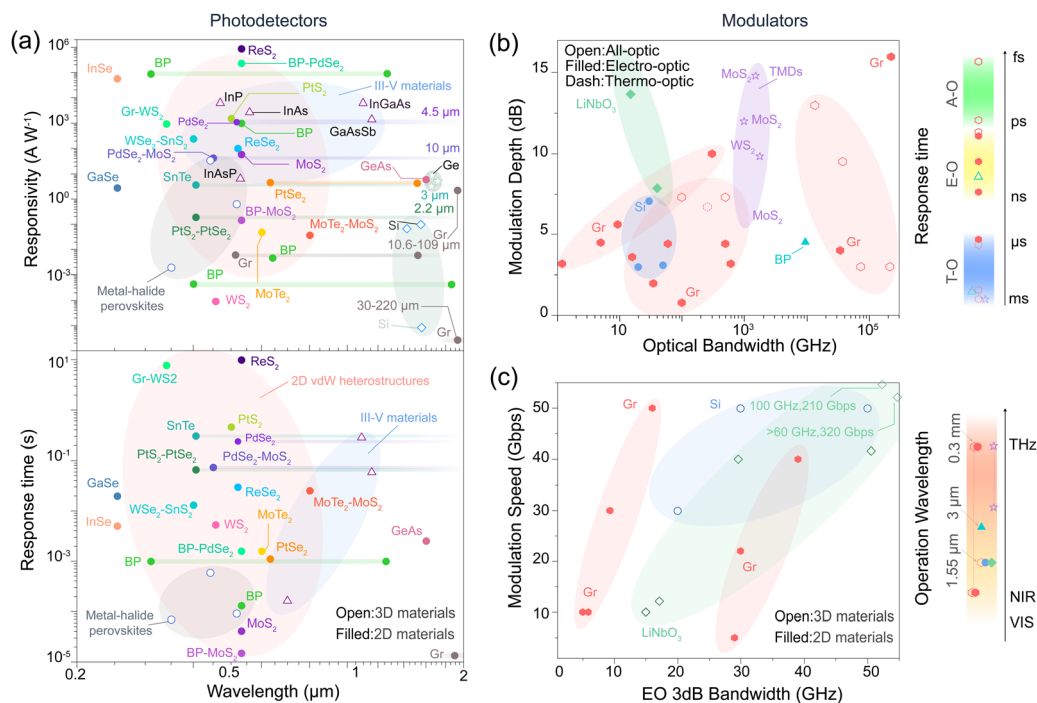 Photodetectors
(a)
Responsivity (A W⁻¹)
10⁶
10³
10⁰
10⁻³
ReS₂
BP
BP-PdSe₂
InSe
PtS₂
III-V materials
InP
InGaAs
Gr-WS₂
InAs
4.5 μm
PdSe₂
BP
GaAsSb
WSe₂-SnS₂
ReSe₂
10 μm
PdSe₂-MoS₂
MoS₂
GeAs
Ge
GaSe
SnTe
InAsP
PtSe₂
3 μm
BP-MoS₂
2.2 μm
PtS₂-PtSe₂
MoTe₂-MoS₂
Si
Gr
10.6-109 μm
Gr
BP
Metal-halide
perovskites
MoTe₂
WS₂
30-220 μm
Si
Gr
Response time (s)
10¹
10⁻¹
10⁻³
10⁻⁵
ReS₂
Gr-WS2
2D vdW heterostructures
PtS₂
III-V materials
SnTe
PdSe₂
PtS₂-PtSe₂
PdSe₂-MoS₂
GaSe
ReSe₂
WSe₂-SnS₂
MoTe₂-MoS₂
InSe
WS₂
MoTe₂
GeAs
BP-PdSe₂
PtSe₂
BP
BP
Metal-halide
perovskites
MoS₂
Open:3D materials
Filled:2D materials
BP-MoS₂
Gr
0.2
0.5
1
2
Wavelength (μm)
Modulators
(b)
Modulation Depth (dB)
15
10
5
0
Open:All-optic
Filled:Electro-optic
Dash:Thermo-optic
MoS₂
TMDs
Gr
LiNbO₃
MoS₂
WS₂
Si
MoS₂
Gr
BP
Gr
Gr
10¹
10³
10⁵
Optical Bandwidth (GHz)
Response time
A-O
E-O
T-O
fs
ps
ns
μs
ms
(c)
Modulation Speed (Gbps)
50
40
30
20
10
Gr
Si
100 GHz,210 Gbps
>60 GHz,320 Gbps
Gr
LiNbO₃
Open:3D materials
Filled:2D materials
0
10
20
30
40
50
EO 3dB Bandwidth (GHz)
Operation Wavelength
0.3 mm
3 μm
1.55 μm
THz
NIR
VIS